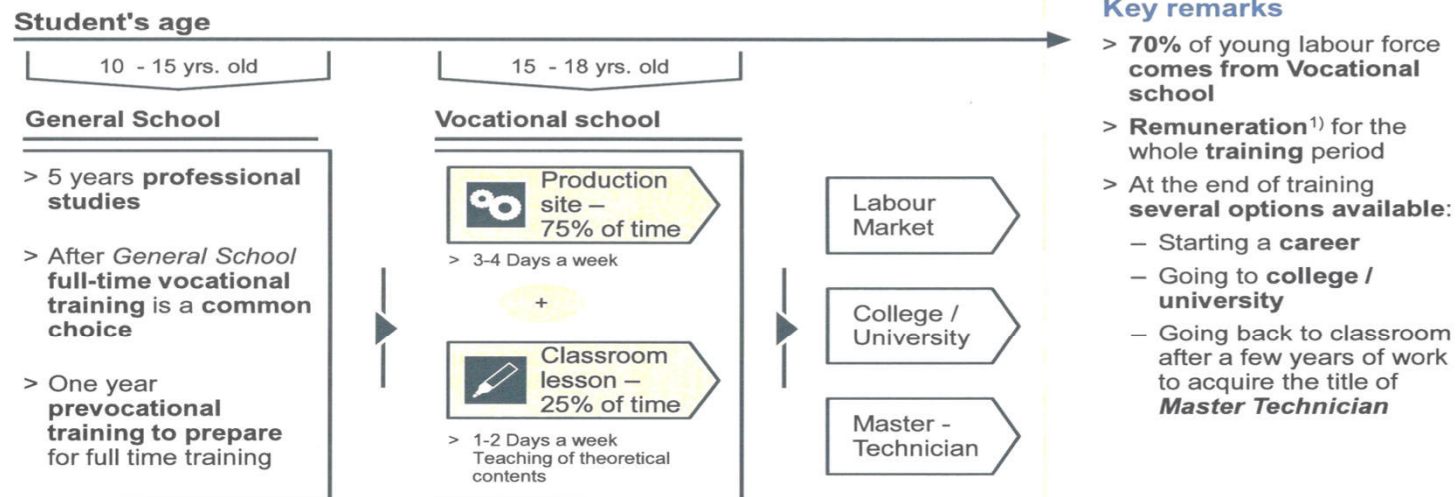 Student's age
10 - 15 yrs. old
General School
> 5 years professional
studies
> After General School
full-time vocational
training is a common
choice
> One year
prevocational
training to prepare
for full time training
15 - 18 yrs. old
Vocational school
Production
site –
75% of time
> 3-4 Days a week
+
Classroom
lesson –
25% of time
> 1-2 Days a week
Teaching of theoretical
contents
Labour
Market
College /
University
Master -
Technician
Key remarks
> 70% of young labour force
comes from Vocational
school
> Remuneration1) for the
whole training period
> At the end of training
several options available:
– Starting a career
– Going to college /
university
– Going back to classroom
after a few years of work
to acquire the title of
Master Technician